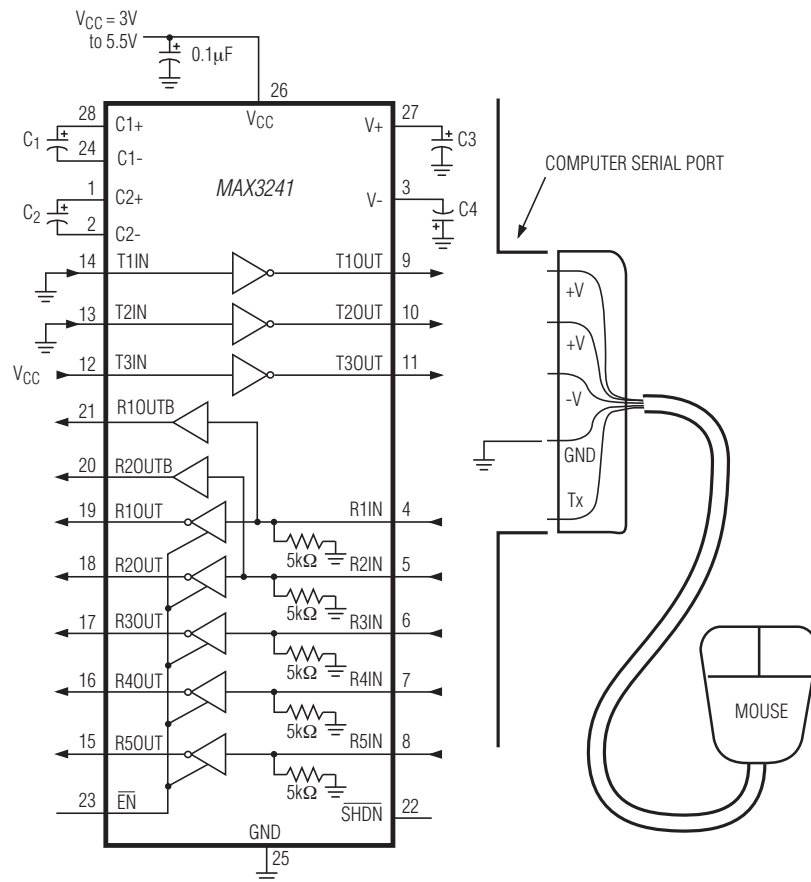 VCC = 3V
to 5.5V
0.1µF
26
VCC
28
C1+
C1
24
C1-
1
C2+
C2
2
C2-
MAX3241
V+
27
C3
V-
3
C4
COMPUTER SERIAL PORT
14
T1IN
T1OUT
9
13
T2IN
T2OUT
10
VCC
12
T3IN
T3OUT
11
21
R1OUTB
20
R2OUTB
19
R1OUT
R1IN
4
5kΩ
18
R2OUT
R2IN
5
5kΩ
17
R3OUT
R3IN
6
5kΩ
16
R4OUT
R4IN
7
5kΩ
15
R5OUT
R5IN
8
5kΩ
23
EN
SHDN
22
GND
25
+V
+V
-V
GND
Tx
MOUSE